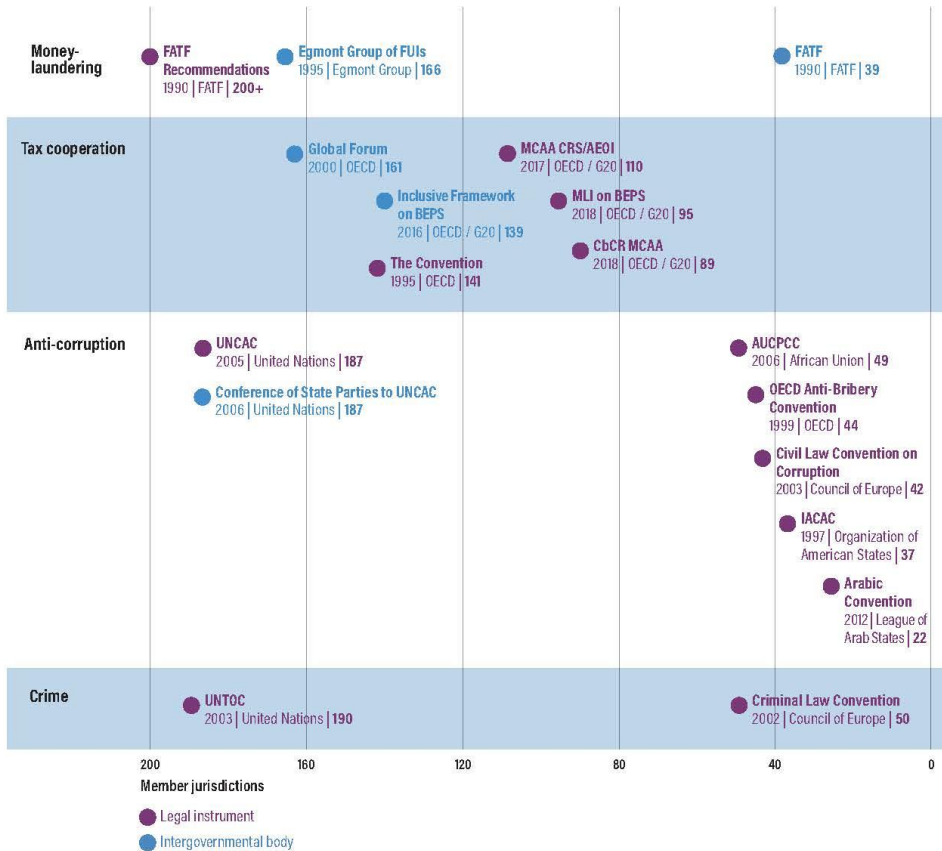 Money-
laundering
FATF
Recommendations
1990 | FATF | 200+
Egmont Group of FUIs
1995 | Egmont Group | 166
FATF
1990 | FATF | 39
Tax cooperation
Global Forum
2000 | OECD | 161
MCAA CRS/AEOI
2017 | OECD / G20 | 110
Inclusive Framework
on BEPS
2016 | OECD / G20 | 139
MLI on BEPS
2018 | OECD / G20 | 95
CbCR MCAA
2018 | OECD / G20 | 89
The Convention
1995 | OECD | 141
Anti-corruption
UNCAC
2005 | United Nations | 187
Conference of State Parties to UNCAC
2006 | United Nations | 187
AUCPCC
2006 | African Union | 49
OECD Anti-Bribery
Convention
1999 | OECD | 44
Civil Law Convention on
Corruption
2003 | Council of Europe | 42
IACAC
1997 | Organization of
American States | 37
Arabic
Convention
2012 | League of
Arab States | 22
Crime
UNTOC
2003 | United Nations | 190
Criminal Law Convention
2002 | Council of Europe | 50
200 160 120 80 40 0
Member jurisdictions
Legal instrument
Intergovernmental body